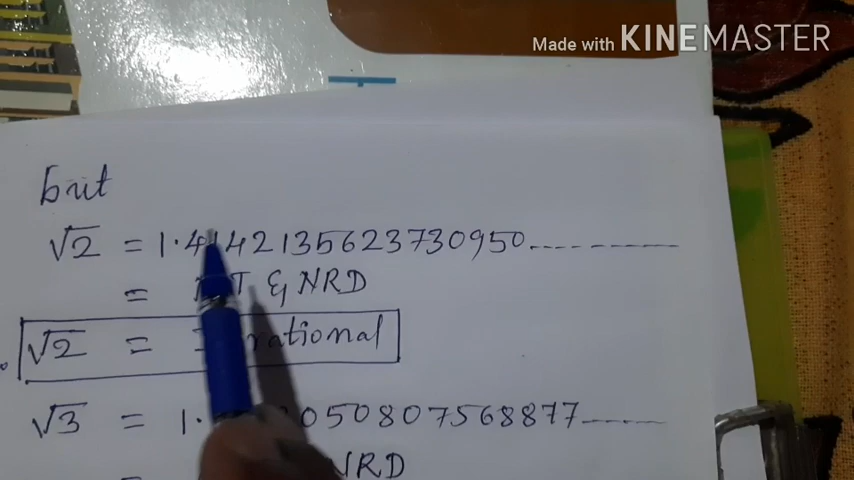 Made with KINEMASTER
but
√2 = 1.4142135623730950----------
= T & NRD
√2 = rational
√3 = 1. 050807568877------
= NRD